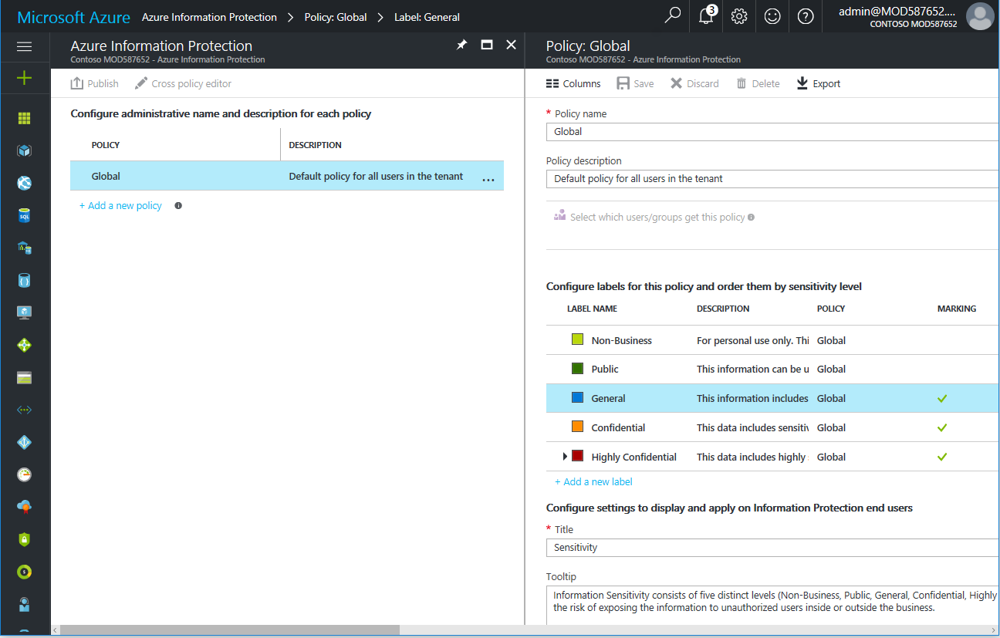 Microsoft Azure Azure Information Protection > Policy: Global > Label: General 3 admin@MOD587652....
CONTOSO MOD587652
Azure Information Protection
Contoso MOD587652 - Azure Information Protection
Publish Cross policy editor
Configure administrative name and description for each policy
POLICY DESCRIPTION
Global Default policy for all users in the tenant ...
+ Add a new policy
Policy: Global
Contoso MOD587652 - Azure Information Protection
Columns Save Discard Delete Export
* Policy name
Global
Policy description
Default policy for all users in the tenant
Select which users/groups get this policy
Configure labels for this policy and order them by sensitivity level
LABEL NAME DESCRIPTION POLICY MARKING
Non-Business For personal use only. Thi Global
Public This information can be u Global
General This information includes Global
Confidential This data includes sensitiv Global
Highly Confidential This data includes highly Global
+ Add a new label
Configure settings to display and apply on Information Protection end users
* Title
Sensitivity
Tooltip
Information Sensitivity consists of five distinct levels (Non-Business, Public, General, Confidential, Highly
the risk of exposing the information to unauthorized users inside or outside the business.